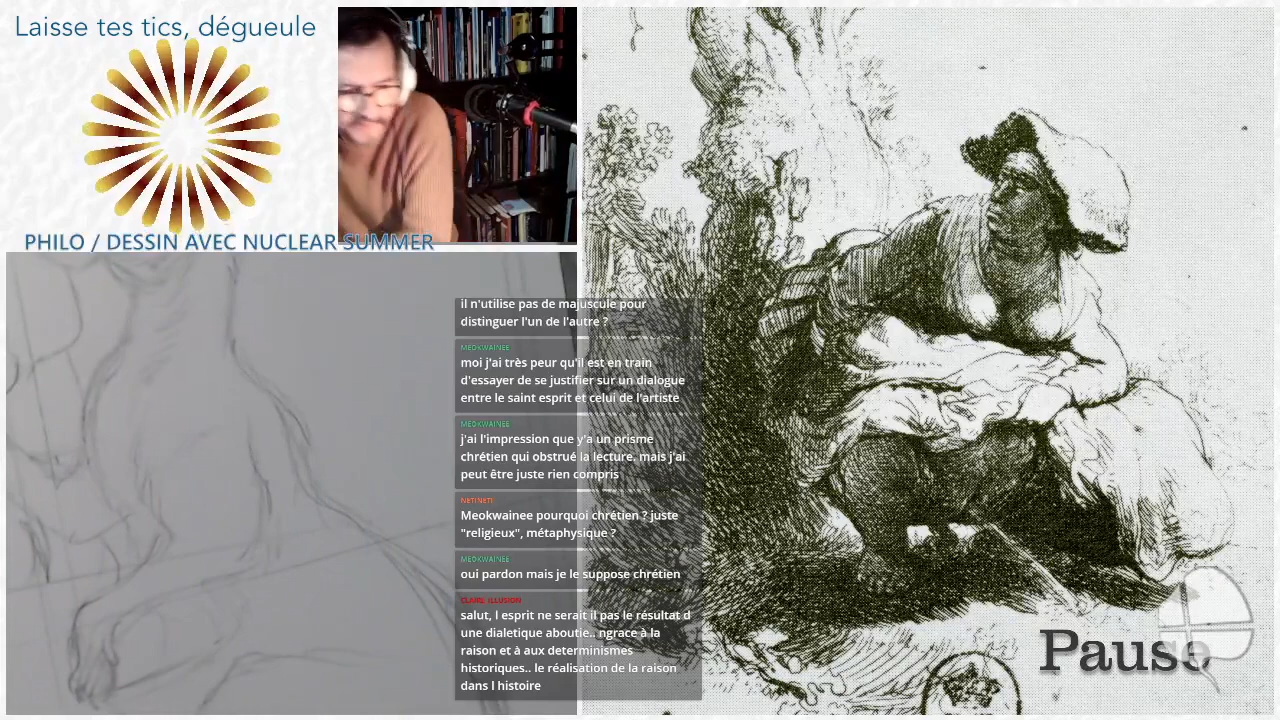 Laisse tes tics, dégueule
PHILO / DESSIN AVEC NUCLEAR SUMMER
il n'utilise pas de majuscule pour
distinguer l'un de l'autre ?
MEOKWAINEE
moi j'ai très peur qu'il est en train
d'essayer de se justifier sur un dialogue
entre le saint esprit et celui de l'artiste
MEOKWAINEE
j'ai l'impression que y'a un prisme
chrétien qui obstrué la lecture. mais j'ai
peut être juste rien compris
NETINETI
Meokwainee pourquoi chrétien ? juste
"religieux", métaphysique ?
MEOKWAINEE
oui pardon mais je le suppose chrétien
CLAIRE_ILLUSION
salut, l esprit ne serait il pas le résultat d
une dialetique aboutie.. ngrace à la
raison et à aux determinismes
historiques.. le réalisation de la raison
dans l histoire
Pause